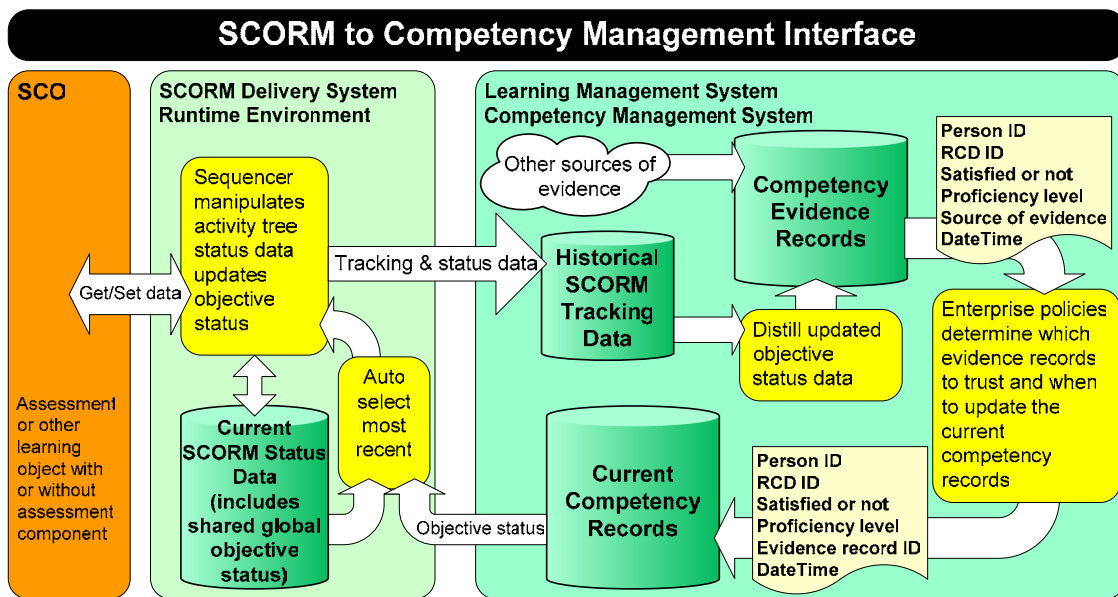 SCORM to Competency Management Interface
SCO
Assessment
or other
learning
object with
or without
assessment
component
Get/Set data
SCORM Delivery System
Runtime Environment
Sequencer
manipulates
activity tree
status data
updates
objective
status
Auto
select
most
recent
Current
SCORM Status
Data
(includes
shared global
objective
status)
Tracking & status data
Objective status
Learning Management System
Competency Management System
Other sources of
evidence
Historical
SCORM
Tracking
Data
Distill updated
objective
status data
Competency
Evidence
Records
Person ID
RCD ID
Satisfied or not
Proficiency level
Source of evidence
DateTime
Enterprise policies
determine which
evidence records
to trust and when
to update the
current
competency
records
Person ID
RCD ID
Satisfied or not
Proficiency level
Evidence record ID
DateTime
Current
Competency
Records